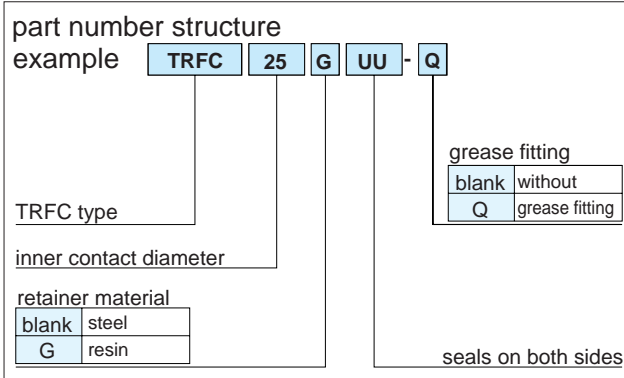 part number structure
example TRFC 25 G UU - Q
grease fitting
blank without
Q grease fitting
TRFC type
inner contact diameter
retainer material
blank steel
G resin
seals on both sides